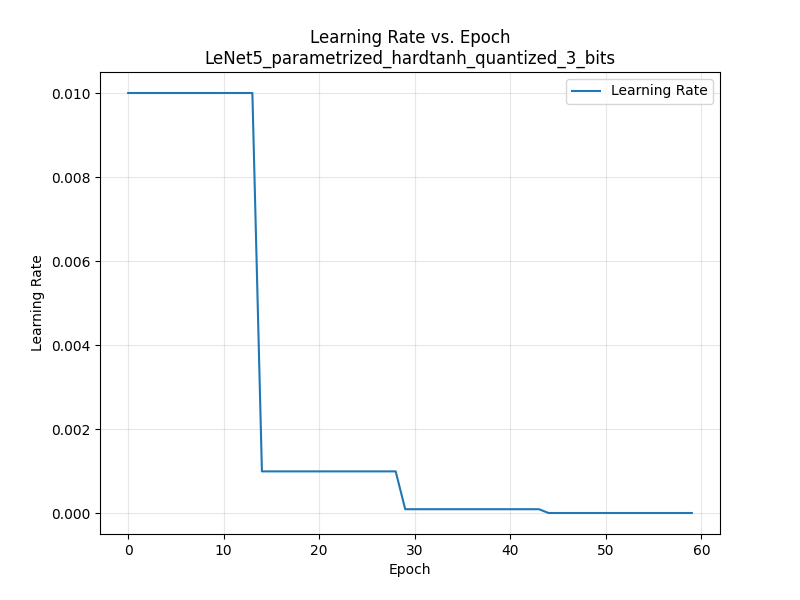 Learning Rate vs. Epoch
LeNet5_parametrized_hardtanh_quantized_3_bits
Learning Rate
0.010
0.008
0.006
0.004
0.002
0.000
Learning Rate
0 10 20 30 40 50 60
Epoch